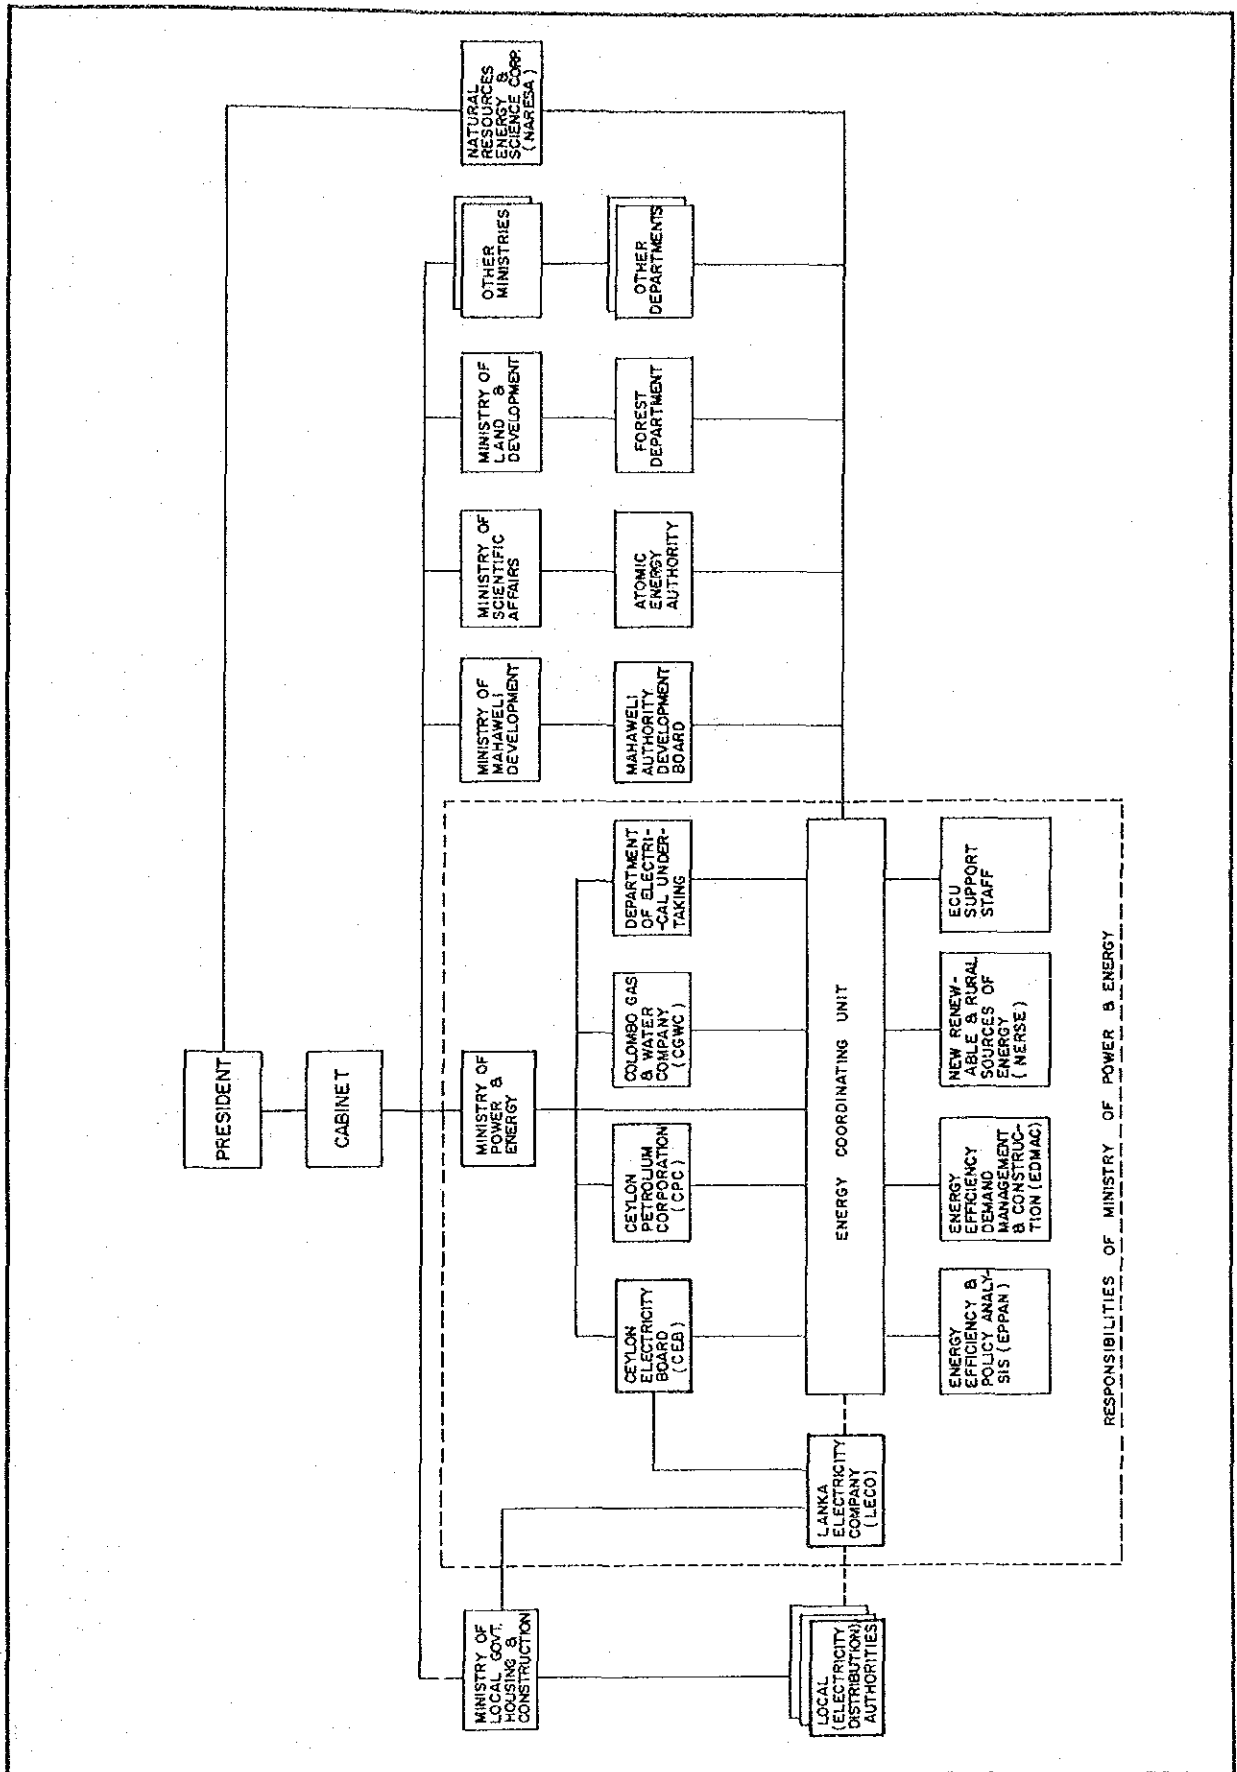 PRESIDENT
CABINET
MINISTRY OF
LOCAL GOVT.
HOUSING &
CONSTRUCTION
MINISTRY OF
POWER &
ENERGY
MINISTRY OF
MAHAWELI
DEVELOPMENT
MINISTRY OF
SCIENTIFIC
AFFAIRS
MINISTRY OF
LAND &
DEVELOPMENT
OTHER
MINISTRIES
NATURAL
RESOURCES
ENERGY &
SCIENCE CORP.
(NARESA)
CEYLON
ELECTRICITY
BOARD
(CEB)
CEYLON
PETROLIUM
CORPORATION
(CPC)
COLOMBO GAS
& WATER
COMPANY
(CGWC)
DEPARTMENT
OF ELECTRI-
-CAL UNDER-
TAKING
MAHAWELI
AUTHORITY
DEVELOPMENT
BOARD
ATOMIC
ENERGY
AUTHORITY
FOREST
DEPARTMENT
OTHER
DEPARTMENTS
LOCAL
(ELECTRICITY
DISTRIBUTION)
AUTHORITIES
LANKA
ELECTRICITY
COMPANY
(LECO)
ENERGY COORDINATING UNIT
ENERGY
EFFICIENCY &
POLICY ANALY-
SIS (EPPAN)
ENERGY
EFFICIENCY
DEMAND
MANAGEMENT
& CONSTRUC-
TION (EDMAC)
NEW RENEW-
ABLE & RURAL
SOURCES OF
ENERGY
(NERSE)
ECU
SUPPORT
STAFF
RESPONSIBILITIES OF MINISTRY OF POWER & ENERGY